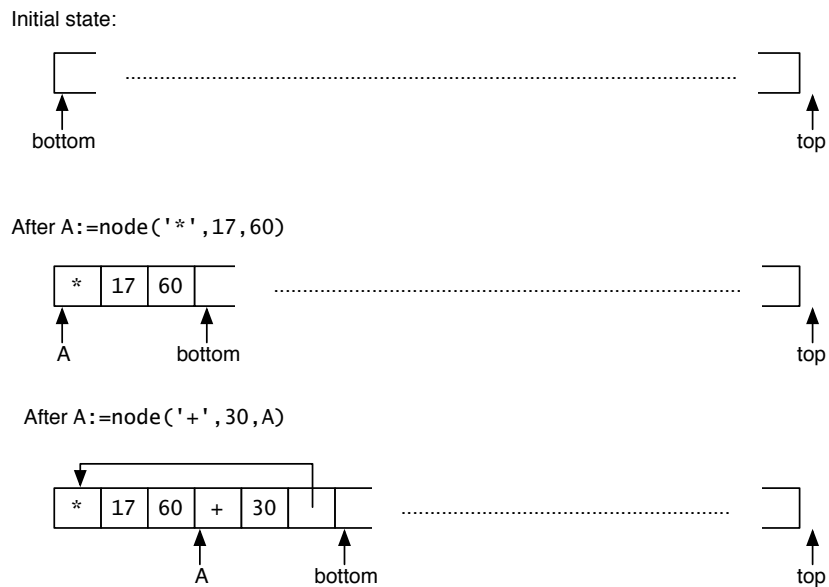 Initial state:
bottom top
After A:=node('*',17,60)
* 17 60
A bottom top
After A:=node('+',30,A)
* 17 60 + 30
A bottom top